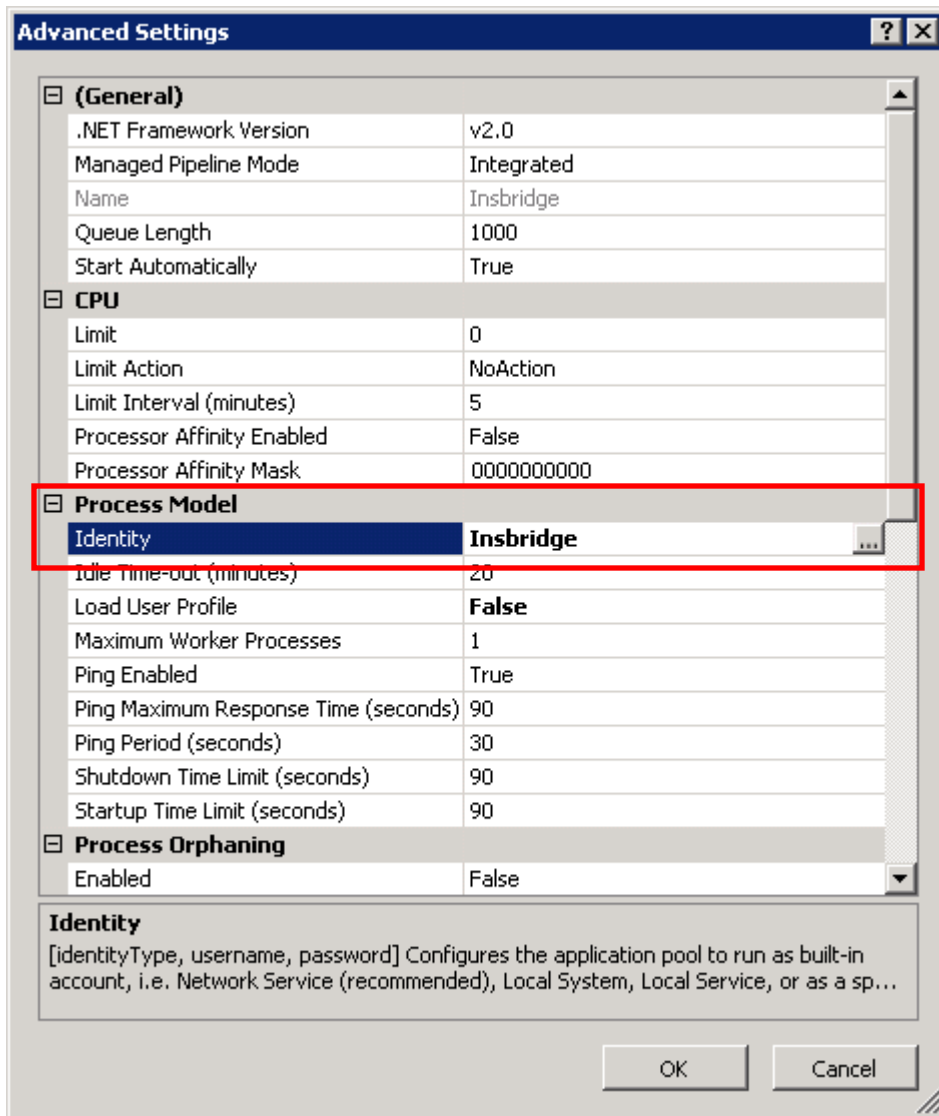 Advanced Settings
(General)
.NET Framework Version v2.0
Managed Pipeline Mode Integrated
Name Insbridge
Queue Length 1000
Start Automatically True
CPU
Limit 0
Limit Action NoAction
Limit Interval (minutes) 5
Processor Affinity Enabled False
Processor Affinity Mask 0000000000
Process Model
Identity Insbridge ...
Idle Time-out (minutes) 20
Load User Profile False
Maximum Worker Processes 1
Ping Enabled True
Ping Maximum Response Time (seconds) 90
Ping Period (seconds) 30
Shutdown Time Limit (seconds) 90
Startup Time Limit (seconds) 90
Process Orphaning
Enabled False
Identity
[identityType, username, password] Configures the application pool to run as built-in
account, i.e. Network Service (recommended), Local System, Local Service, or as a sp...
OK Cancel